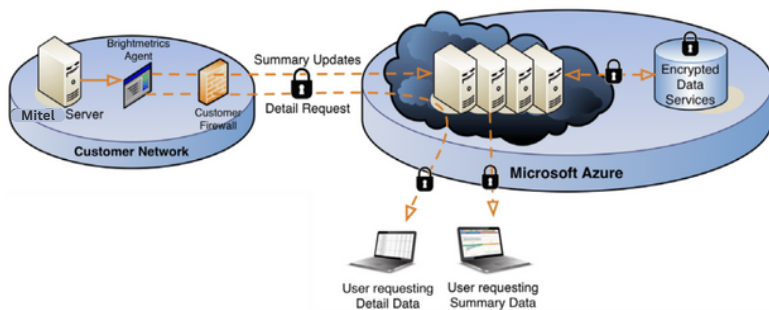 Brightmetrics
Agent
Summary Updates
Encrypted
Data
Services
Mitel Server
Customer
Firewall
Detail Request
Customer Network
Microsoft Azure
User requesting
Detail Data
User requesting
Summary Data